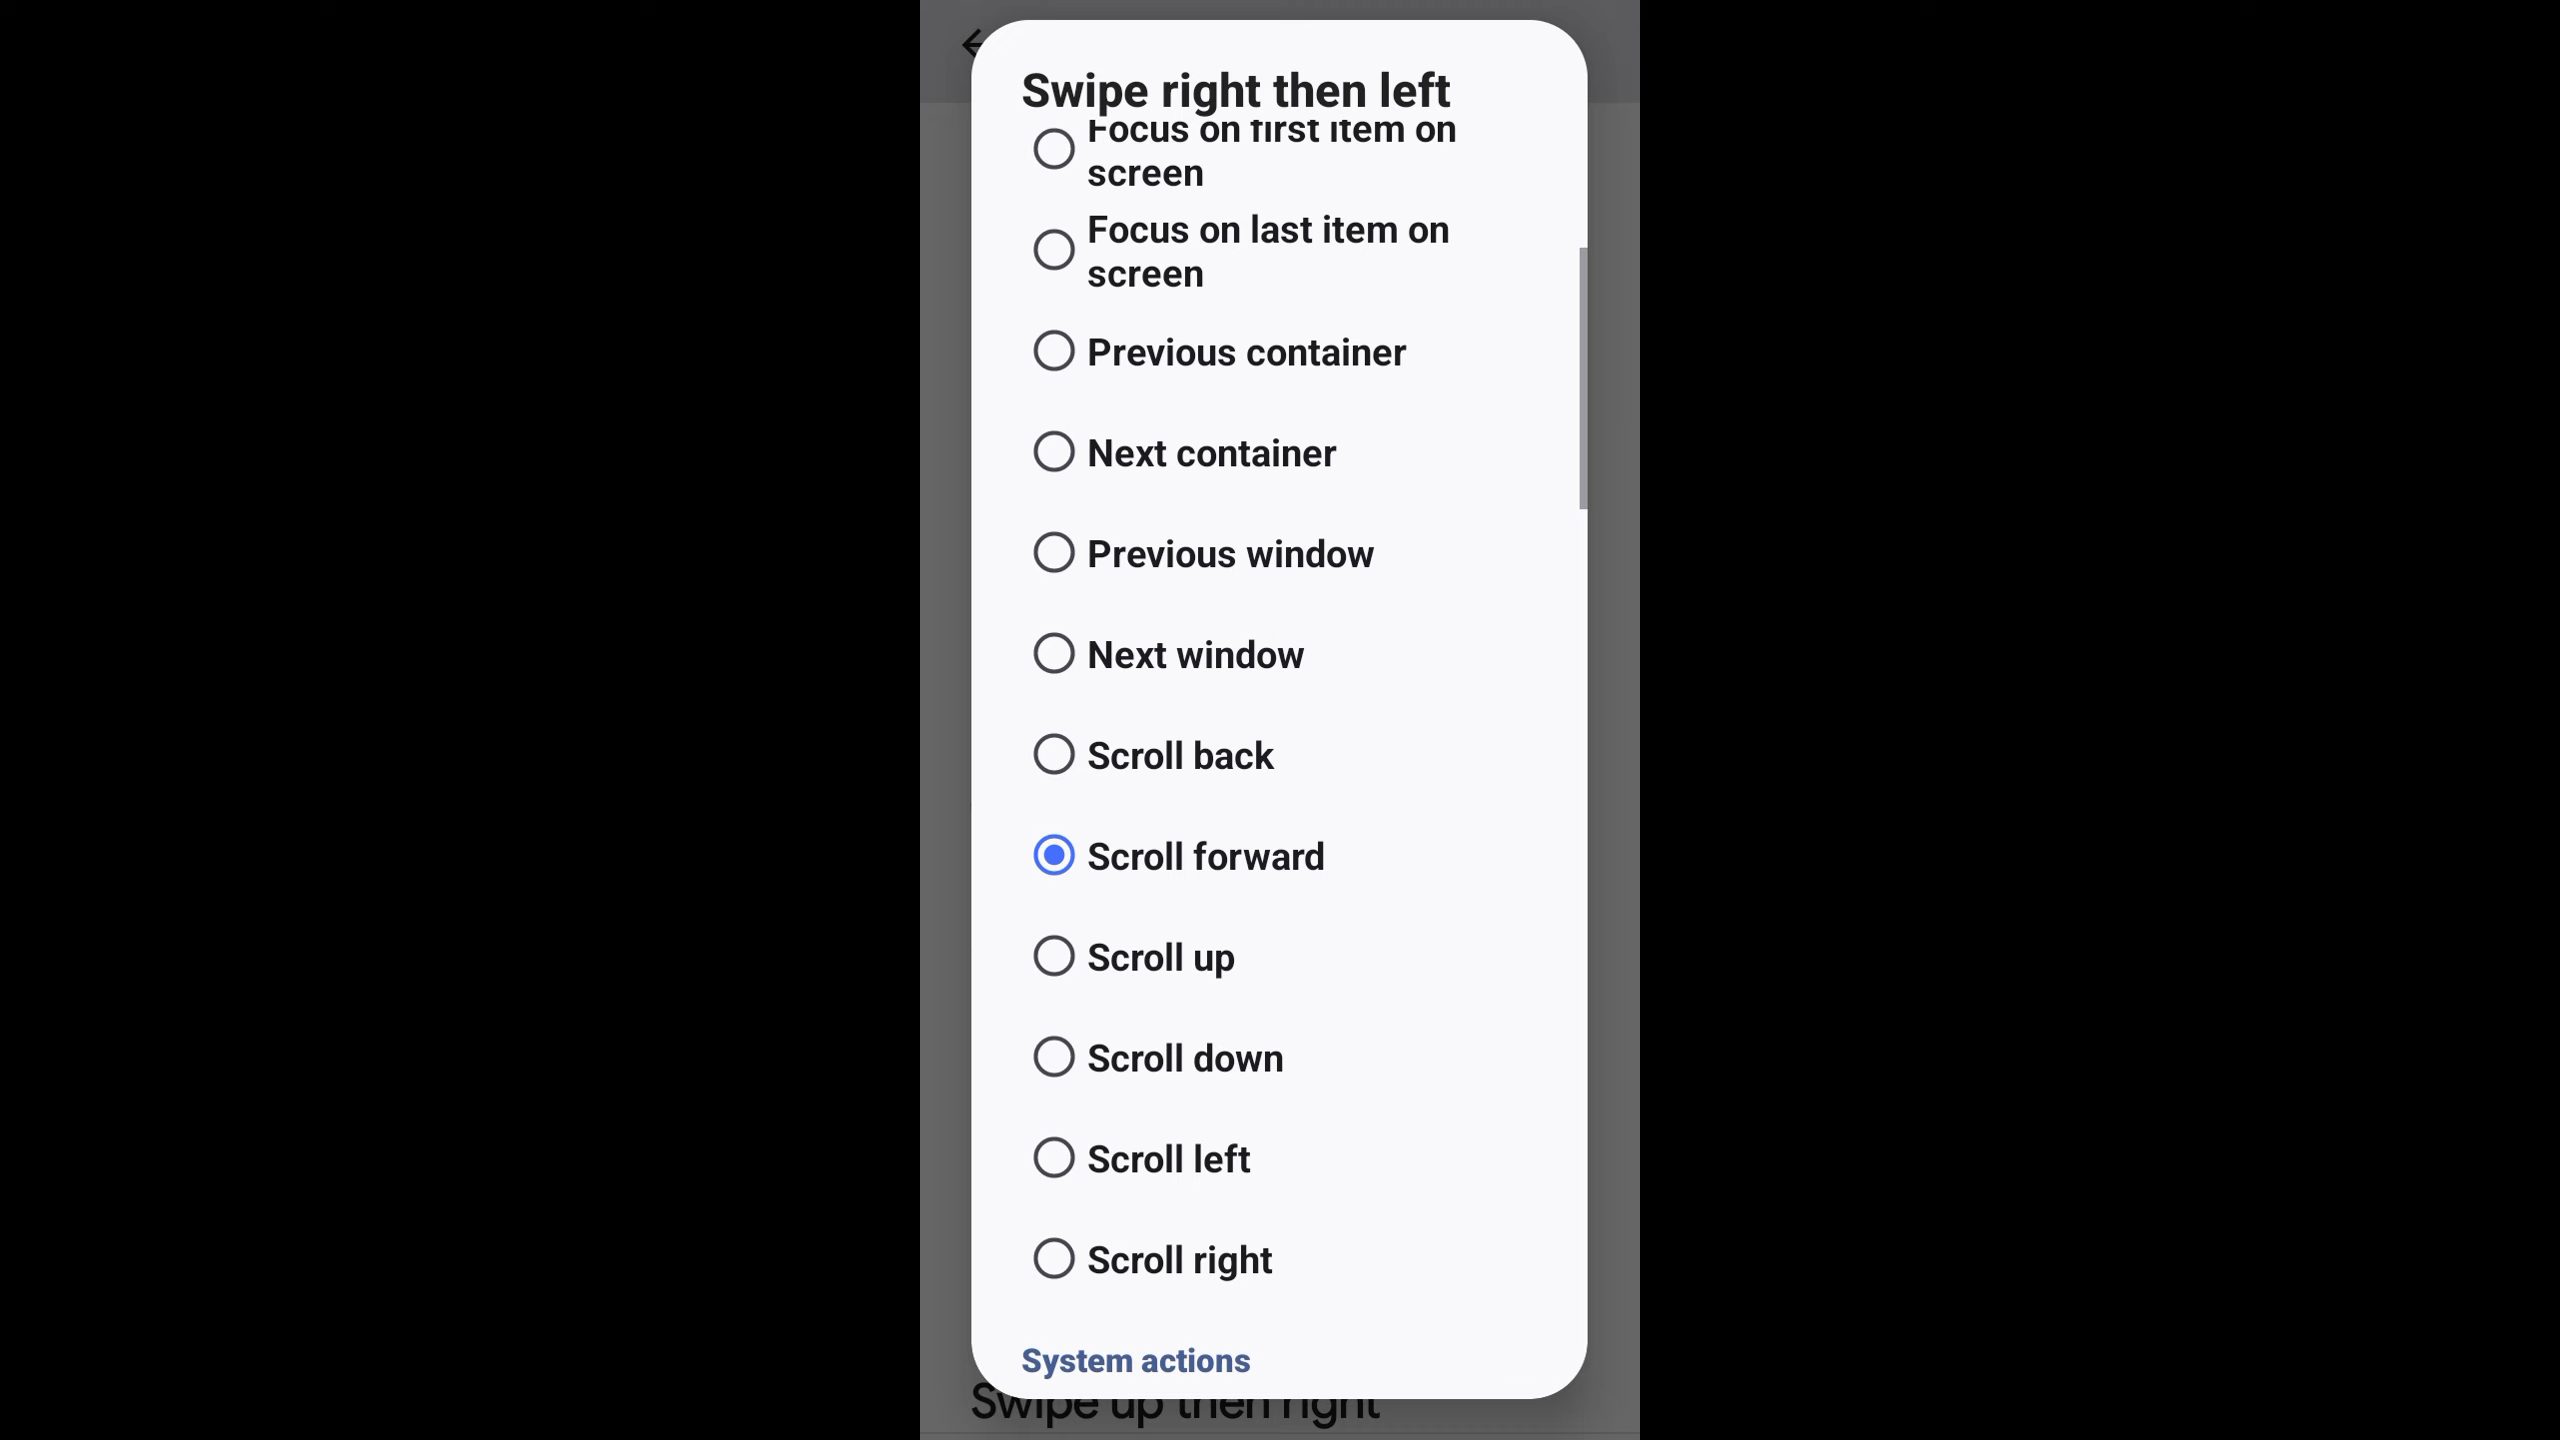 Swipe right then left
Focus on first item on
screen
Focus on last item on
screen
Previous container
Next container
Previous window
Next window
Scroll back
Scroll forward
Scroll up
Scroll down
Scroll left
Scroll right
System actions
Swipe up then right